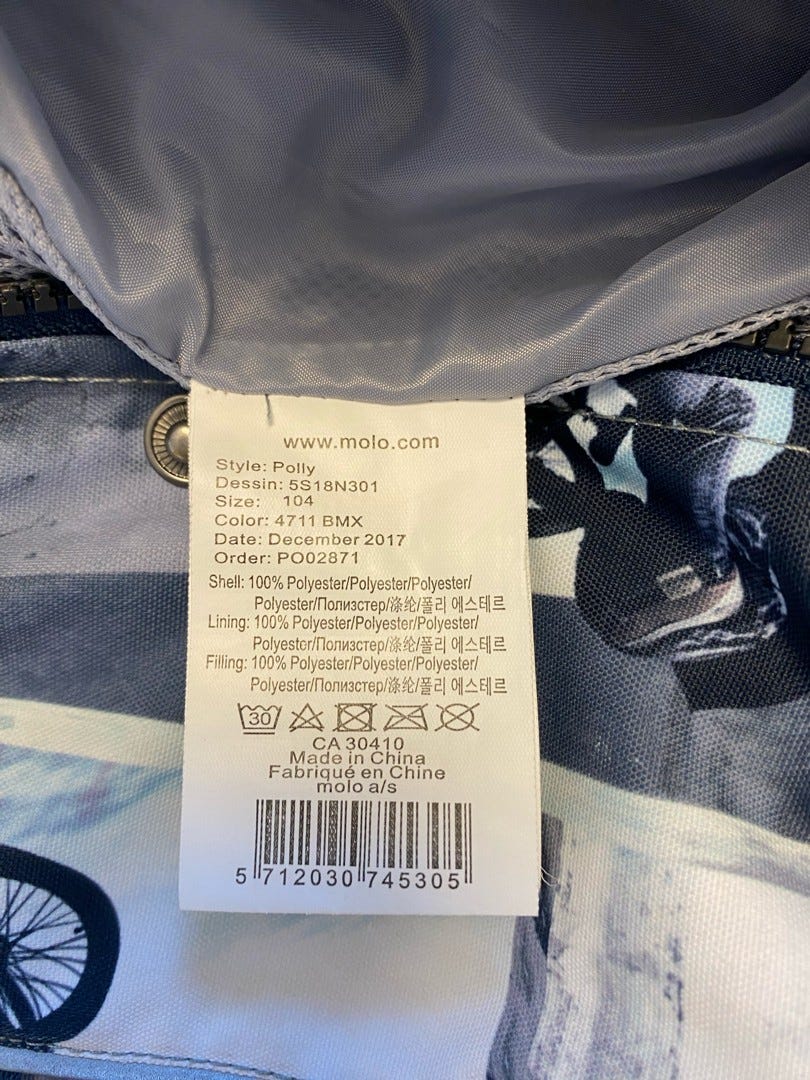 www.molo.com
Style: Polly
Dessin: 5S18N301
Size: 104
Color: 4711 BMX
Date: December 2017
Order: PO02871
Shell: 100% Polyester/Polyester/Polyester/
Polyester/Полиэстер/涤纶/폴리 에스테르
Lining: 100% Polyester/Polyester/Polyester/
Polyester/Полиэстер/涤纶/폴리 에스테르
Filling: 100% Polyester/Polyester/Polyester/
Polyester/Полиэстер/涤纶/폴리 에스테르
30
CA 30410
Made in China
Fabriqué en Chine
molo a/s
5 712030 745305